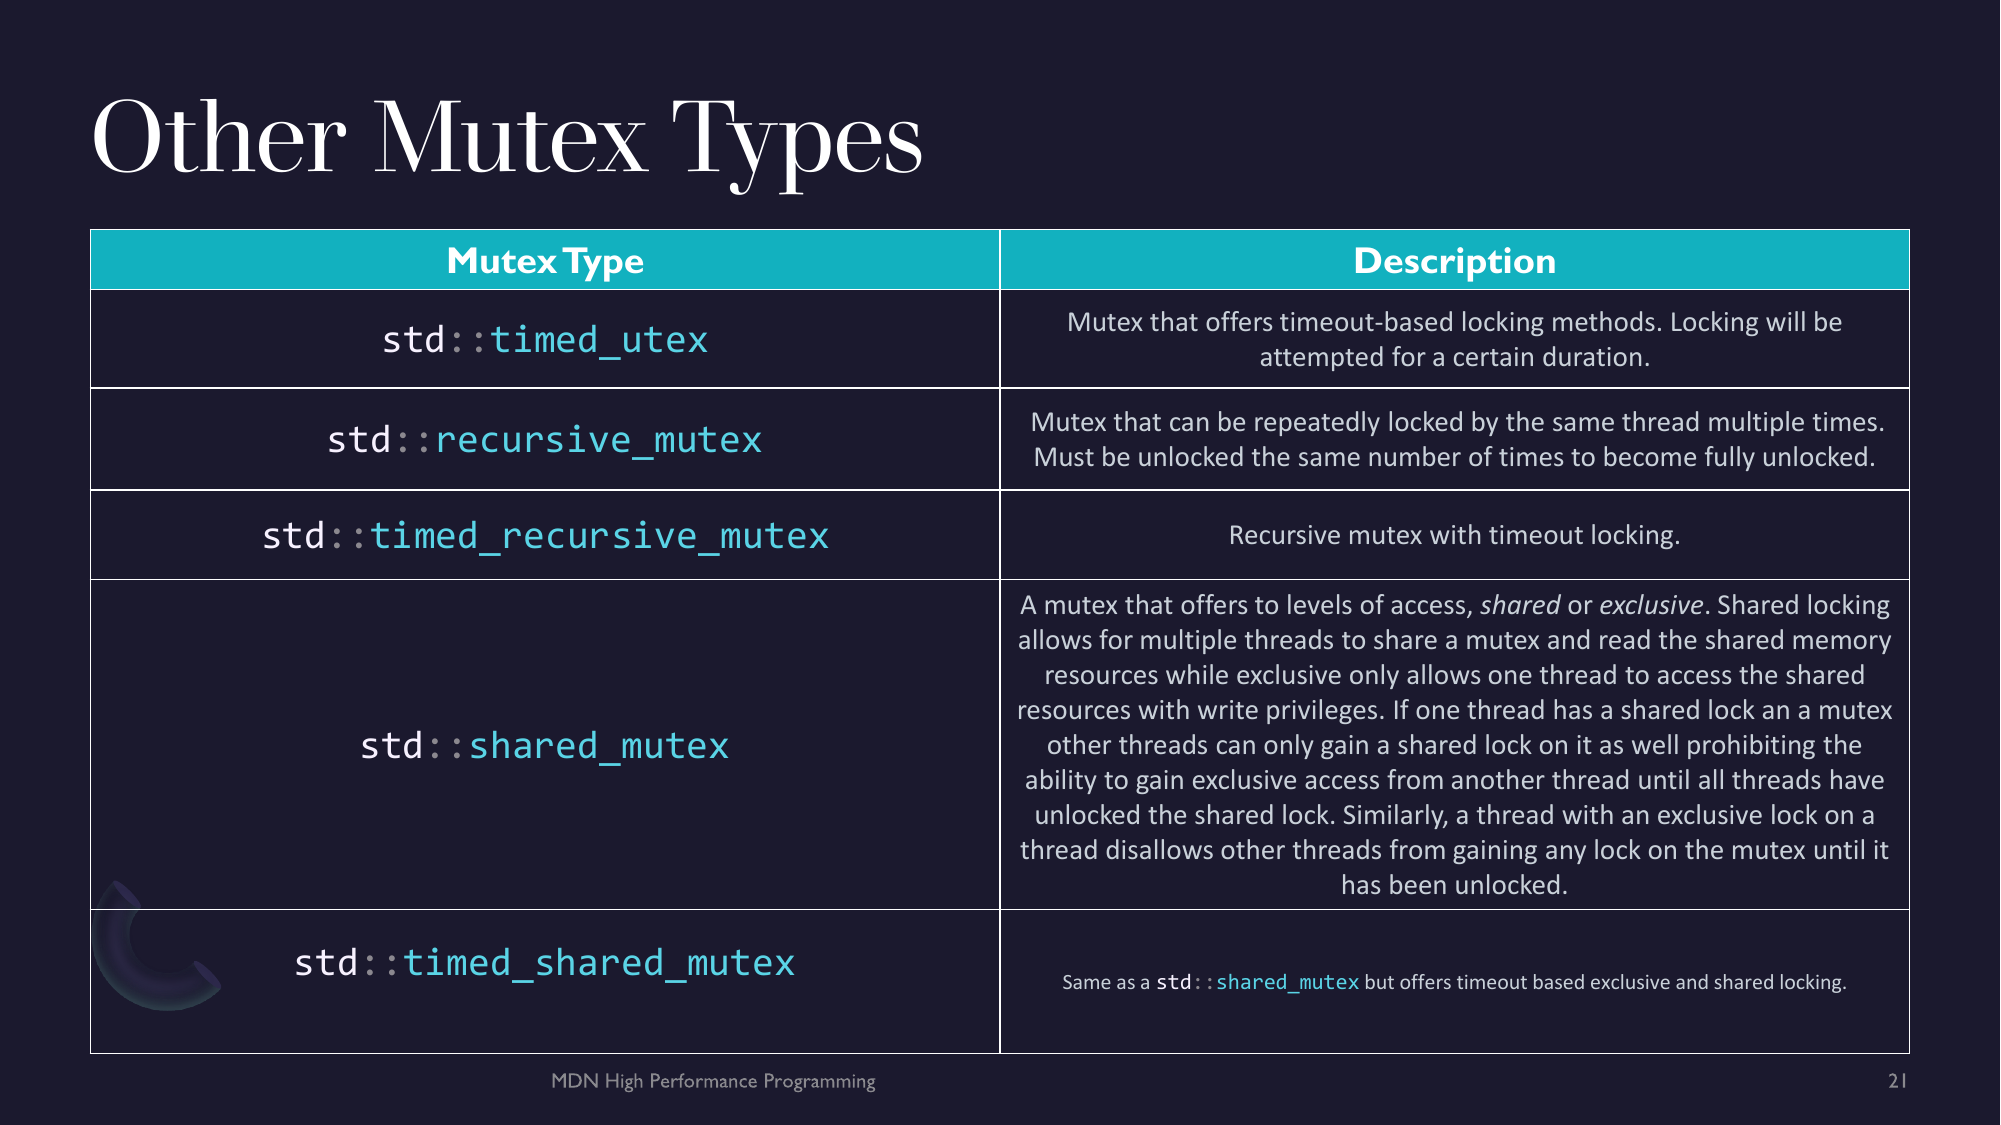 Other Mutex Types
Mutex Type
Description
std::timed_utex
Mutex that offers timeout-based locking methods. Locking will be
attempted for a certain duration.
std::recursive_mutex
Mutex that can be repeatedly locked by the same thread multiple times.
Must be unlocked the same number of times to become fully unlocked.
std::timed_recursive_mutex
Recursive mutex with timeout locking.
std::shared_mutex
A mutex that offers to levels of access, shared or exclusive. Shared locking
allows for multiple threads to share a mutex and read the shared memory
resources while exclusive only allows one thread to access the shared
resources with write privileges. If one thread has a shared lock an a mutex
other threads can only gain a shared lock on it as well prohibiting the
ability to gain exclusive access from another thread until all threads have
unlocked the shared lock. Similarly, a thread with an exclusive lock on a
thread disallows other threads from gaining any lock on the mutex until it
has been unlocked.
std::timed_shared_mutex
Same as a std::shared_mutex but offers timeout based exclusive and shared locking.
MDN High Performance Programming
21